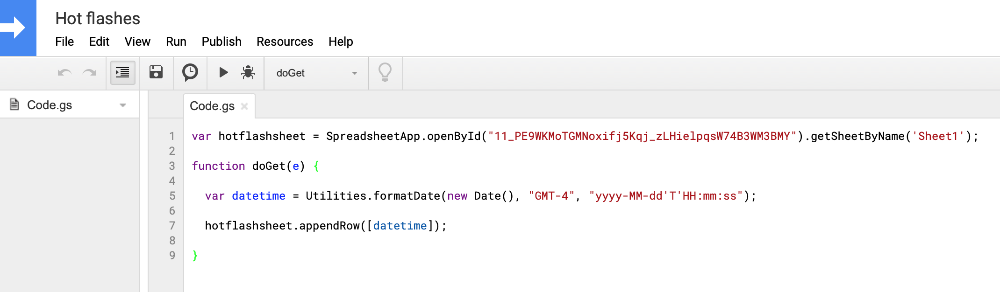 Hot flashes
File Edit View Run Publish Resources Help
doGet
Code.gs
Code.gs
1 var hotflashsheet = SpreadsheetApp.openById("11_PE9WKMoTGMNoxifj5Kqj_zLHielpqsW74B3WM3BMY").getSheetByName('Sheet1');
2
3 function doGet(e) {
4
5 var datetime = Utilities.formatDate(new Date(), "GMT-4", "yyyy-MM-dd'T'HH:mm:ss");
6
7 hotflashsheet.appendRow([datetime]);
8
9 }